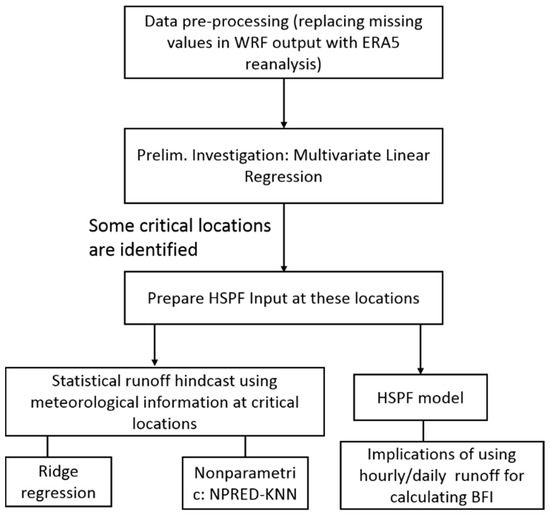 Data pre-processing (replacing missing
values in WRF output with ERA5
reanalysis)
Prelim. Investigation: Multivariate Linear
Regression
Some critical locations
are identified
Prepare HSPF Input at these locations
Statistical runoff hindcast using
meteorological information at critical
locations
HSPF model
Ridge
regression
Nonparametri
c: NPRED-KNN
Implications of using
hourly/daily runoff for
calculating BFI